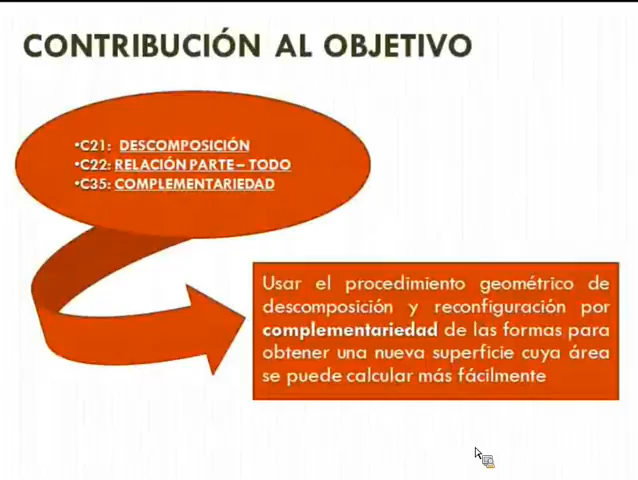 CONTRIBUCIÓN AL OBJETIVO
•C21: DESCOMPOSICIÓN
•C22: RELACIÓN PARTE – TODO
•C35: COMPLEMENTARIEDAD
Usar el procedimiento geométrico de
descomposición y reconfiguración por
complementariedad de las formas para
obtener una nueva superficie cuya área
se puede calcular más fácilmente